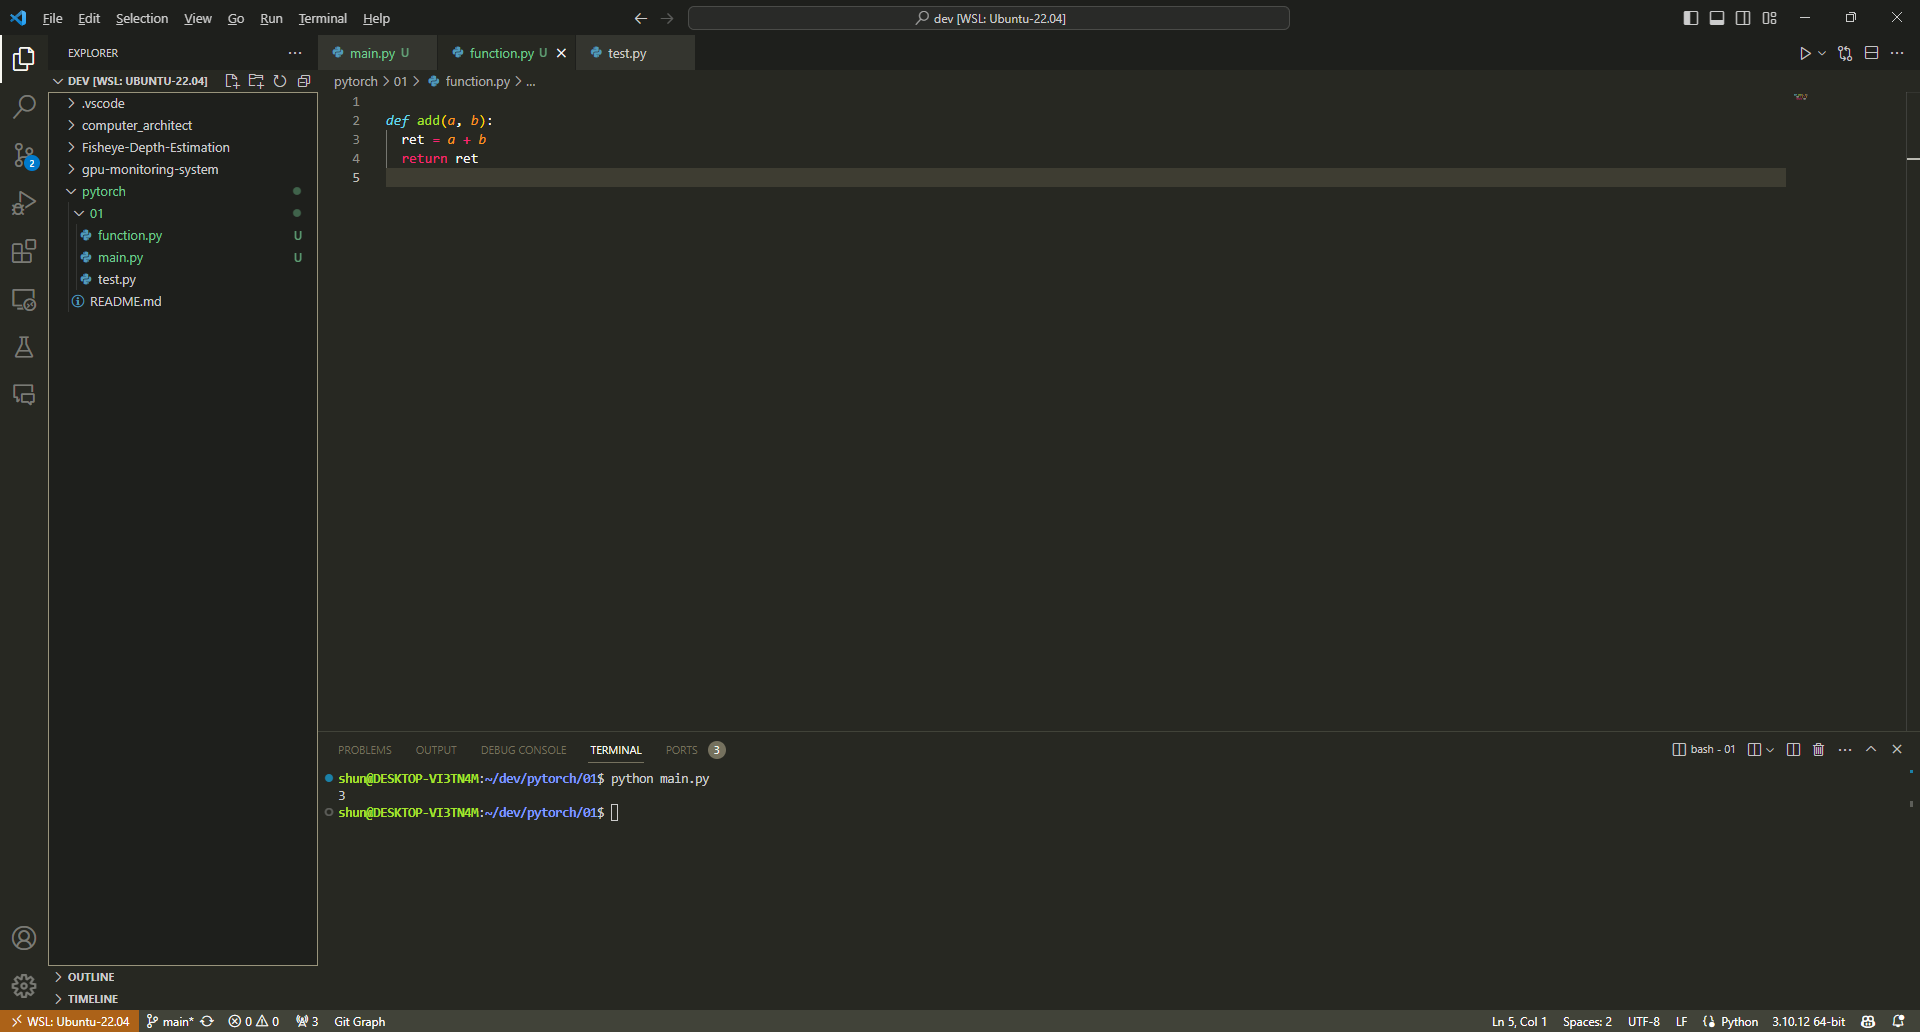 File Edit Selection View Go Run Terminal Help
dev [WSL: Ubuntu-22.04]
EXPLORER
main.py U
function.py U
test.py
DEV [WSL: UBUNTU-22.04]
.vscode
computer_architect
Fisheye-Depth-Estimation
gpu-monitoring-system
pytorch
01
function.py U
main.py U
test.py
README.md
OUTLINE
TIMELINE
pytorch > 01 > function.py > ...
1
2 def add(a, b):
3 ret = a + b
4 return ret
5
PROBLEMS OUTPUT DEBUG CONSOLE TERMINAL PORTS 3
bash - 01
shun@DESKTOP-VI3TN4M:~/dev/pytorch/01$ python main.py
3
shun@DESKTOP-VI3TN4M:~/dev/pytorch/01$
2
WSL: Ubuntu-22.04 main* 0 0 3 Git Graph
Ln 5, Col 1 Spaces: 2 UTF-8 LF Python 3.10.12 64-bit